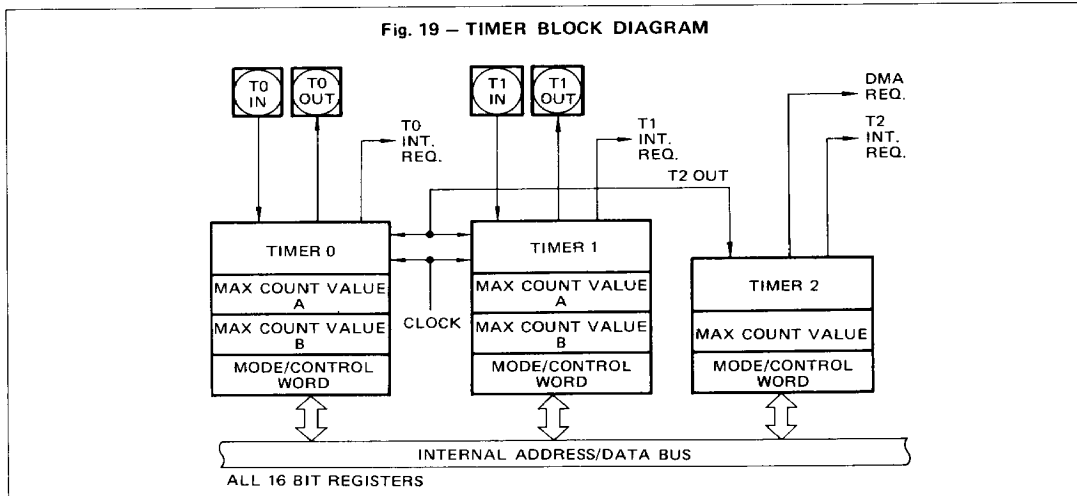 Fig. 19 – TIMER BLOCK DIAGRAM
T0
IN
T0
OUT
T1
IN
T1
OUT
DMA
REQ.
T0
INT.
REQ.
T1
INT.
REQ.
T2
INT.
REQ.
T2 OUT
TIMER 0
MAX COUNT VALUE
A
MAX COUNT VALUE
B
MODE/CONTROL
WORD
CLOCK
TIMER 1
MAX COUNT VALUE
A
MAX COUNT VALUE
B
MODE/CONTROL
WORD
TIMER 2
MAX COUNT VALUE
MODE/CONTROL
WORD
INTERNAL ADDRESS/DATA BUS
ALL 16 BIT REGISTERS